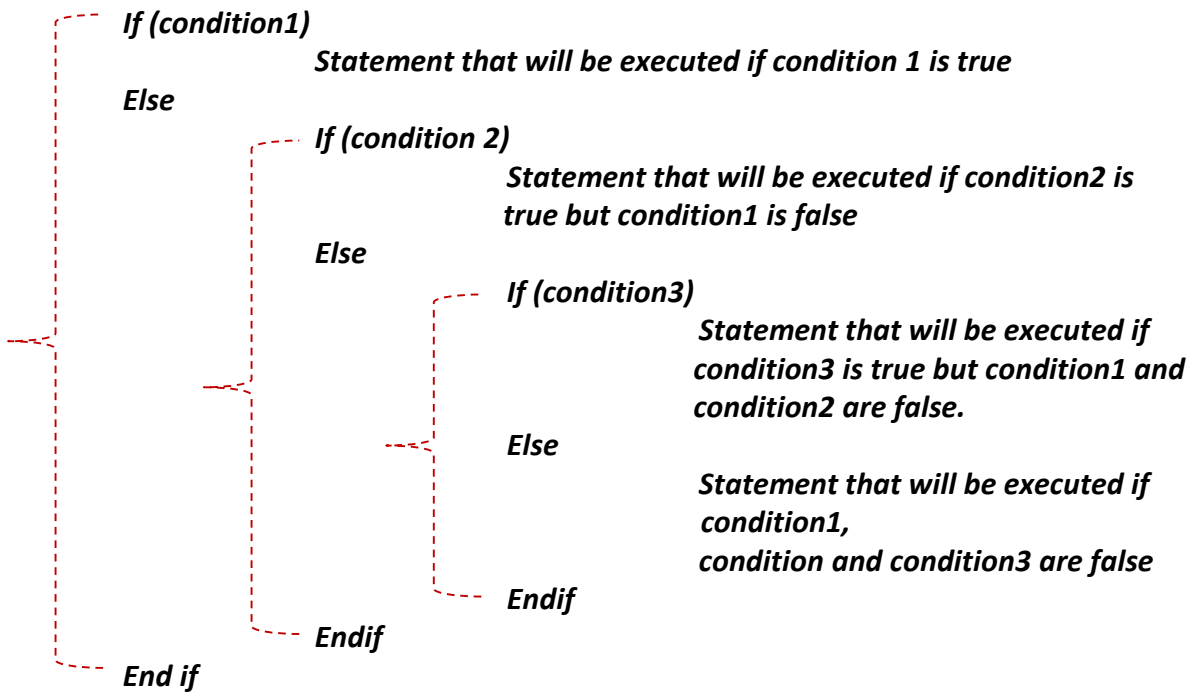 If (condition1)
Statement that will be executed if condition 1 is true
Else
If (condition 2)
Statement that will be executed if condition2 is
true but condition1 is false
Else
If (condition3)
Statement that will be executed if
condition3 is true but condition1 and
condition2 are false.
Else
Statement that will be executed if
condition1,
condition and condition3 are false
Endif
Endif
End if